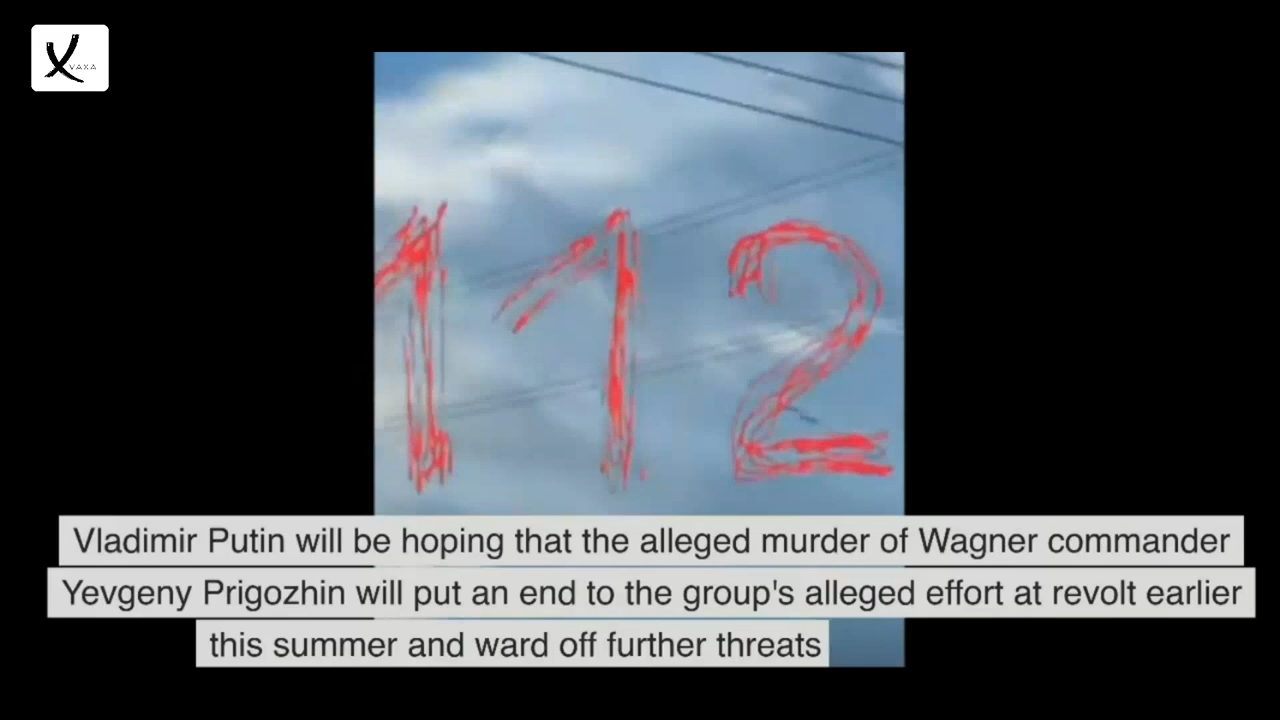 VAXA
112
Vladimir Putin will be hoping that the alleged murder of Wagner commander
Yevgeny Prigozhin will put an end to the group's alleged effort at revolt earlier
this summer and ward off further threats